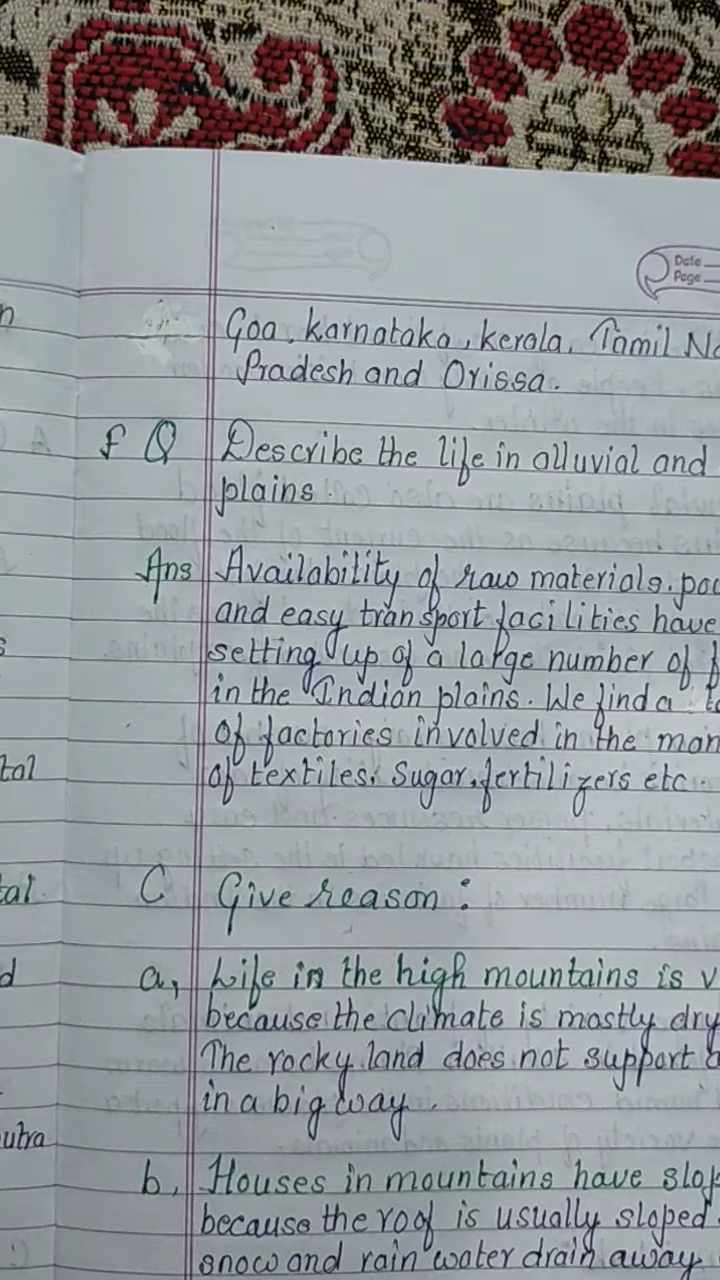 Date
Page
Goa, Karnataka, Kerala, Tamil
Pradesh and Orissa.
f Q Describe the life in alluvial and
plains.
Ans Availability of raw materials.
and easy transport facilities have
setting up of a large number of
in the Indian plains. We find a
of factories involved in the
of textiles, Sugar, fertilizers etc.
C Give reason:
a, Life in the high mountains is
because the climate is mostly dry
The rocky land does not support
in a big way.
b, Houses in mountains have
because the roof is usually sloped
snow and rain water drain away